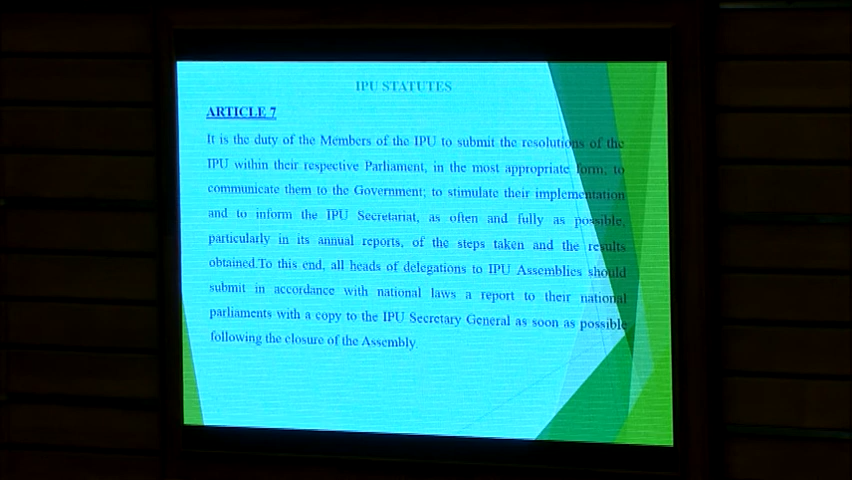 IPU STATUTES
ARTICLE 7
It is the duty of the Members of the IPU to submit the resolutions of the
IPU within their respective Parliament, in the most appropriate form; to
communicate them to the Government; to stimulate their implementation
and to inform the IPU Secretariat, as often and fully as possible,
particularly in its annual reports, of the steps taken and the results
obtained.To this end, all heads of delegations to IPU Assemblies should
submit in accordance with national laws a report to their national
parliaments with a copy to the IPU Secretary General as soon as possible
following the closure of the Assembly.